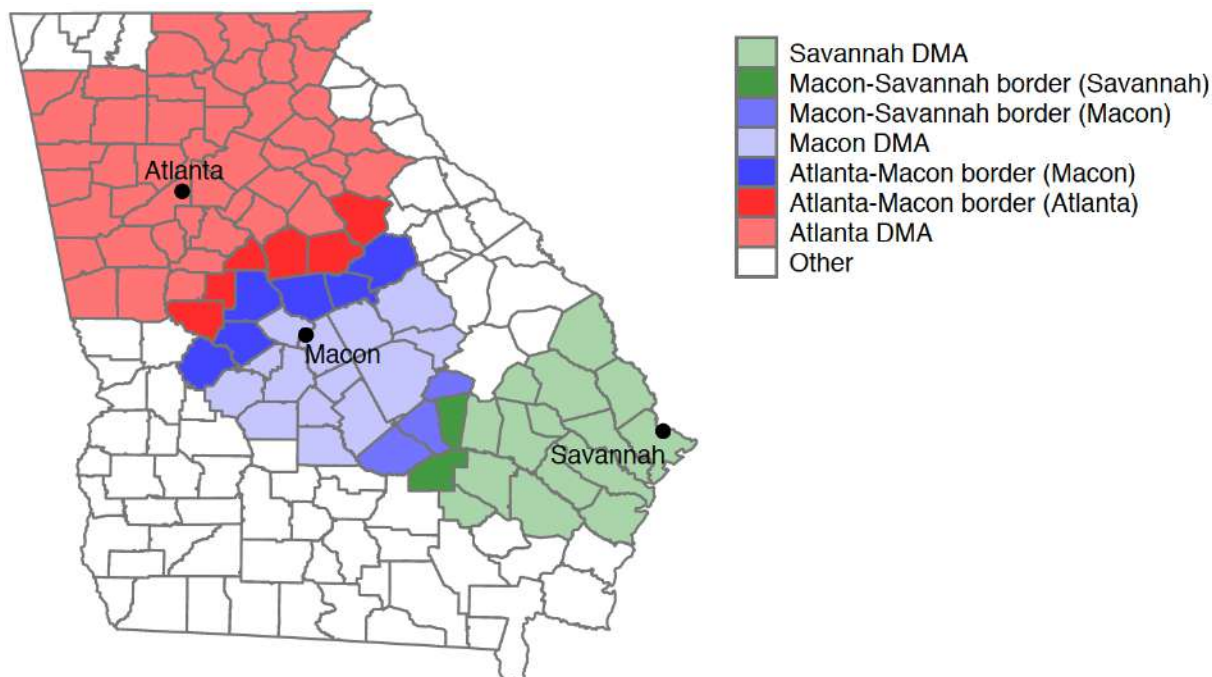 Savannah DMA
Macon-Savannah border (Savannah)
Macon-Savannah border (Macon)
Macon DMA
Atlanta-Macon border (Macon)
Atlanta-Macon border (Atlanta)
Atlanta DMA
Other
Atlanta
Macon
Savannah